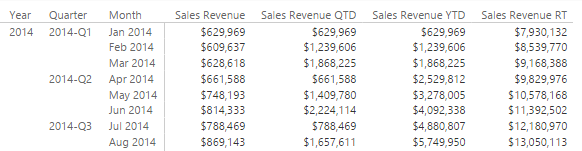 Year Quarter Month Sales Revenue Sales Revenue QTD Sales Revenue YTD Sales Revenue RT
2014 2014-Q1 Jan 2014 $629,969 $629,969 $629,969 $7,930,132
Feb 2014 $609,637 $1,239,606 $1,239,606 $8,539,770
Mar 2014 $628,618 $1,868,225 $1,868,225 $9,168,388
2014-Q2 Apr 2014 $661,588 $661,588 $2,529,812 $9,829,976
May 2014 $748,193 $1,409,780 $3,278,005 $10,578,168
Jun 2014 $814,333 $2,224,114 $4,092,338 $11,392,502
2014-Q3 Jul 2014 $788,469 $788,469 $4,880,807 $12,180,970
Aug 2014 $869,143 $1,657,611 $5,749,950 $13,050,113